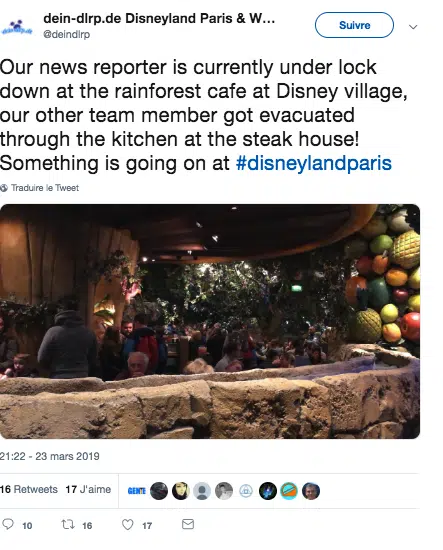 dein-dlrp.de Disneyland Paris & W...
@deindlrp
Suivre
Our news reporter is currently under lock
down at the rainforest cafe at Disney village,
our other team member got evacuated
through the kitchen at the steak house!
Something is going on at #disneylandparis
Traduire le Tweet
21:22 - 23 mars 2019
16 Retweets 17 J'aime
GENTE
10 16 17